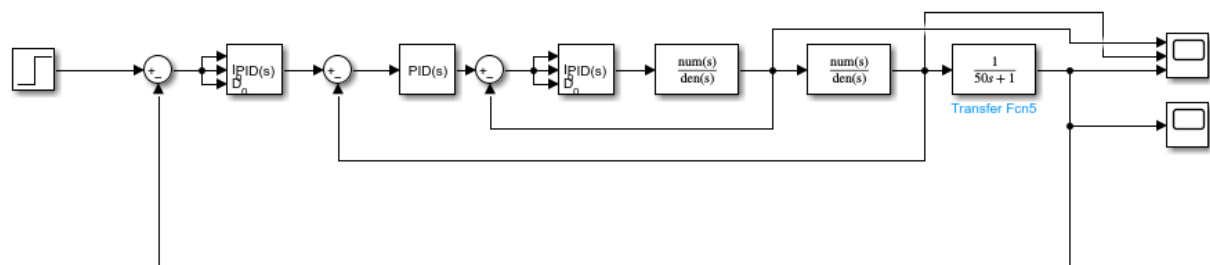 +
−
I
PID(s)
D
0
+
−
PID(s)
+
−
I
PID(s)
D
0
num(s)
den(s)
num(s)
den(s)
1
50s + 1
Transfer Fcn5